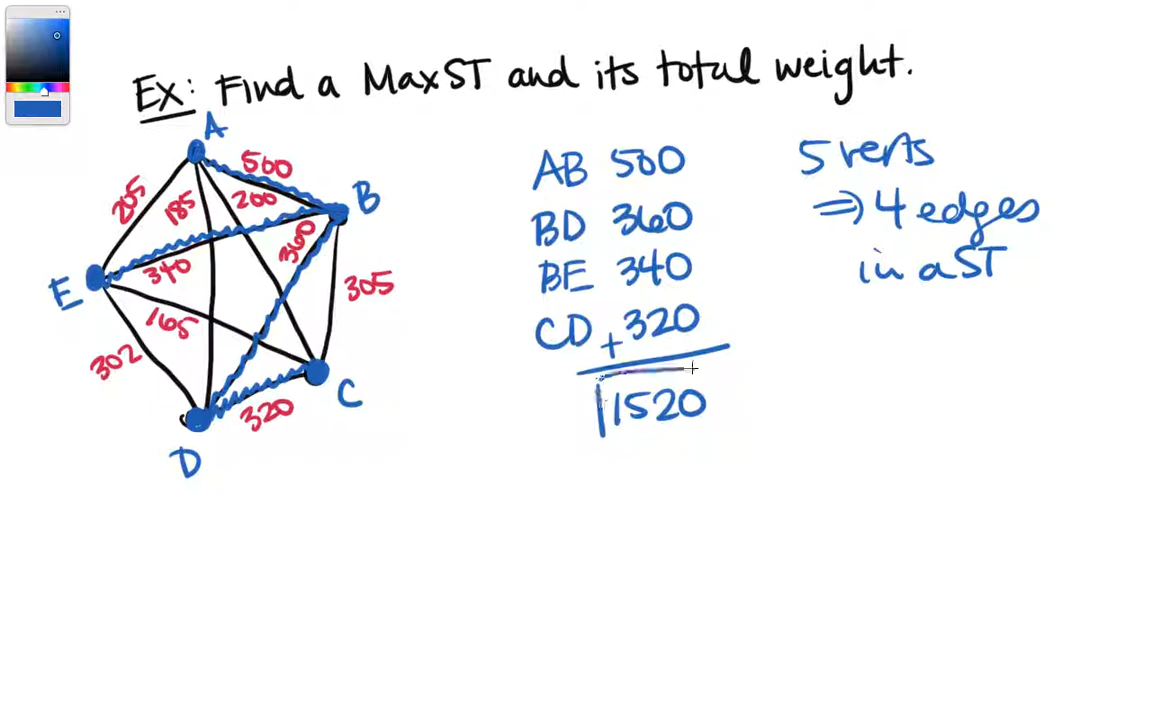 Ex: Find a MaxST and its total weight.
A
500
B
205
185
200
360
340
E
165
305
302
C
320
D
AB 500
BD 360
BE 340
CD + 320
1520
5 verts
⇒ 4 edges
in a ST